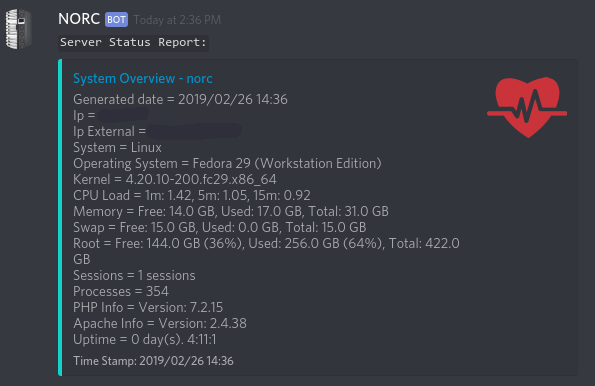 NORC BOT Today at 2:36 PM
Server Status Report:
System Overview - norc
Generated date = 2019/02/26 14:36
Ip =
Ip External =
System = Linux
Operating System = Fedora 29 (Workstation Edition)
Kernel = 4.20.10-200.fc29.x86_64
CPU Load = 1m: 1.42, 5m: 1.05, 15m: 0.92
Memory = Free: 14.0 GB, Used: 17.0 GB, Total: 31.0 GB
Swap = Free: 15.0 GB, Used: 0.0 GB, Total: 15.0 GB
Root = Free: 144.0 GB (36%), Used: 256.0 GB (64%), Total: 422.0
GB
Sessions = 1 sessions
Processes = 354
PHP Info = Version: 7.2.15
Apache Info = Version: 2.4.38
Uptime = 0 day(s). 4:11:1
Time Stamp: 2019/02/26 14:36